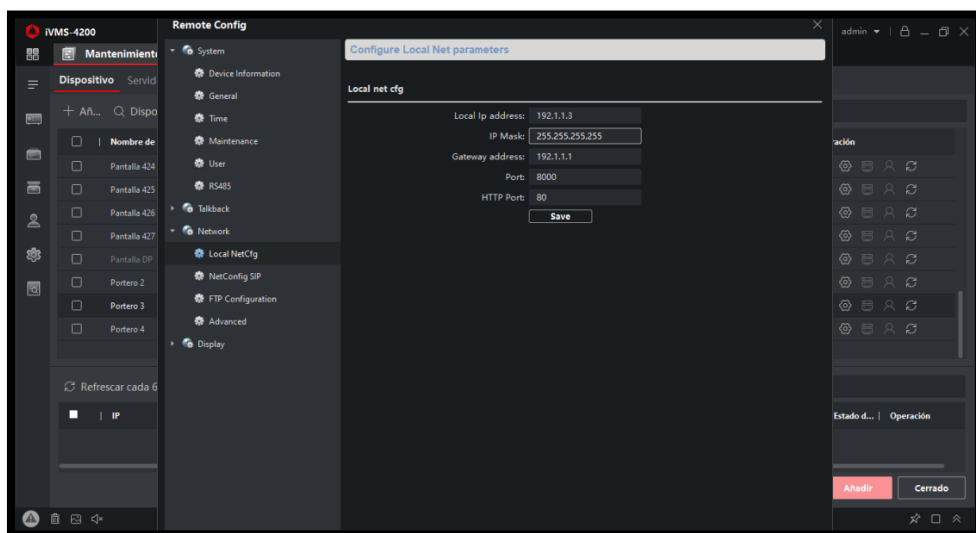 iVMS-4200
Remote Config
admin
Mantenimiento
System
Configure Local Net parameters
Dispositivo Servid
Device Information
General
Local net cfg
Añ... Dispo
Time
Local Ip address: 192.1.1.3
Nombre de
Maintenance
IP Mask: 255.255.255.255
ración
Pantalla 424
User
Gateway address: 192.1.1.1
Pantalla 425
RS485
Port: 8000
Pantalla 426
Talkback
HTTP Port: 80
Save
Pantalla 427
Network
Pantalla DP
Local NetCfg
Portero 2
NetConfig SIP
Portero 3
FTP Configuration
Portero 4
Advanced
Display
Refrescar cada 6
IP
Estado d... | Operación
Añadir
Cerrado